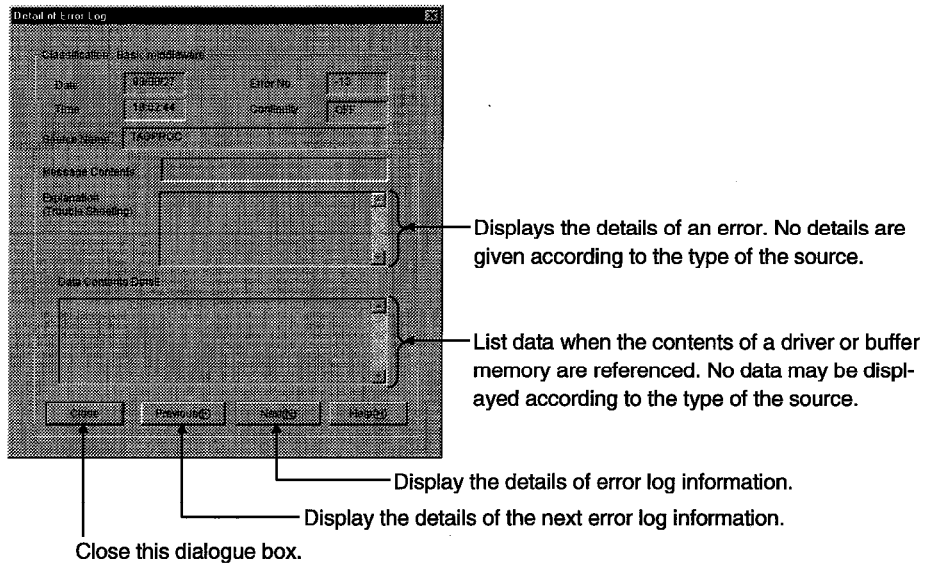 Detail of Error Log
Classification Basic middleware
Date
Error No
-13
Time
Continuity
OFF
Source Name
TAGPROC
Message Contents
Explanation
(Trouble Shooting)
Displays the details of an error. No details are
given according to the type of the source.
Data Contents Detail
List data when the contents of a driver or buffer
memory are referenced. No data may be displ-
ayed according to the type of the source.
Close
Previous(P)
Next(N)
Help(H)
Display the details of error log information.
Display the details of the next error log information.
Close this dialogue box.